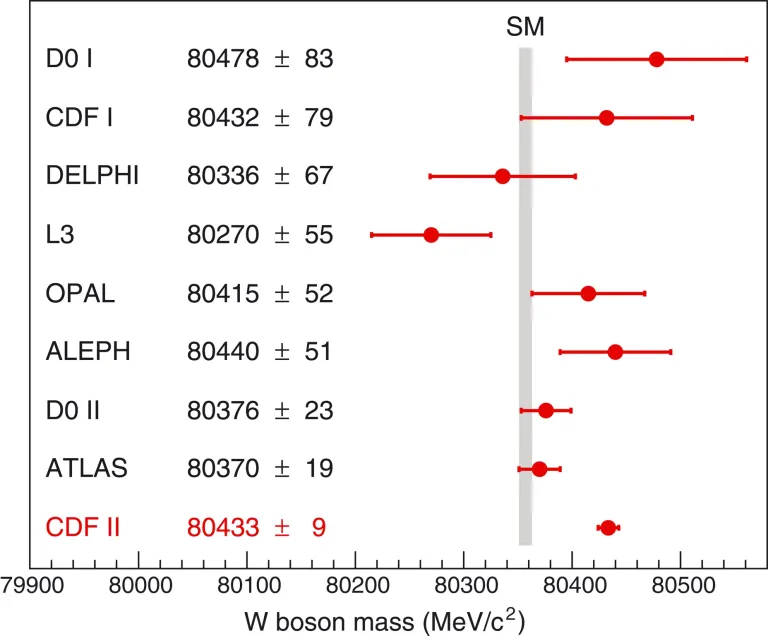 SM
D0 I 80478 ± 83
CDF I 80432 ± 79
DELPHI 80336 ± 67
L3 80270 ± 55
OPAL 80415 ± 52
ALEPH 80440 ± 51
D0 II 80376 ± 23
ATLAS 80370 ± 19
CDF II 80433 ± 9
79900 80000 80100 80200 80300 80400 80500
W boson mass (MeV/c²)